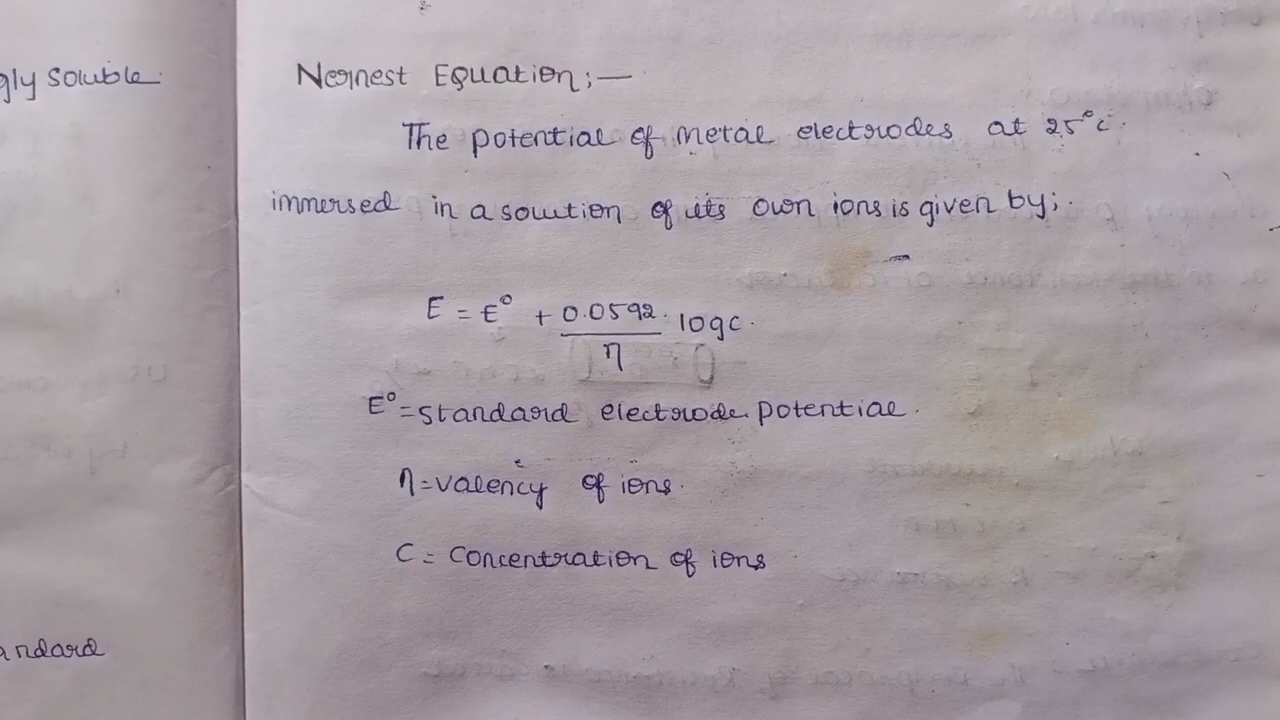 gly soluble.
Nernest Equation;—
The potential of metal electrodes at 25°c.
immersed in a solution of its own ions is given by;.
E = E° + 0.0592. logc.
η
E°=standard electrode potential.
η=valency of ions.
C = Concentration of ions
andard